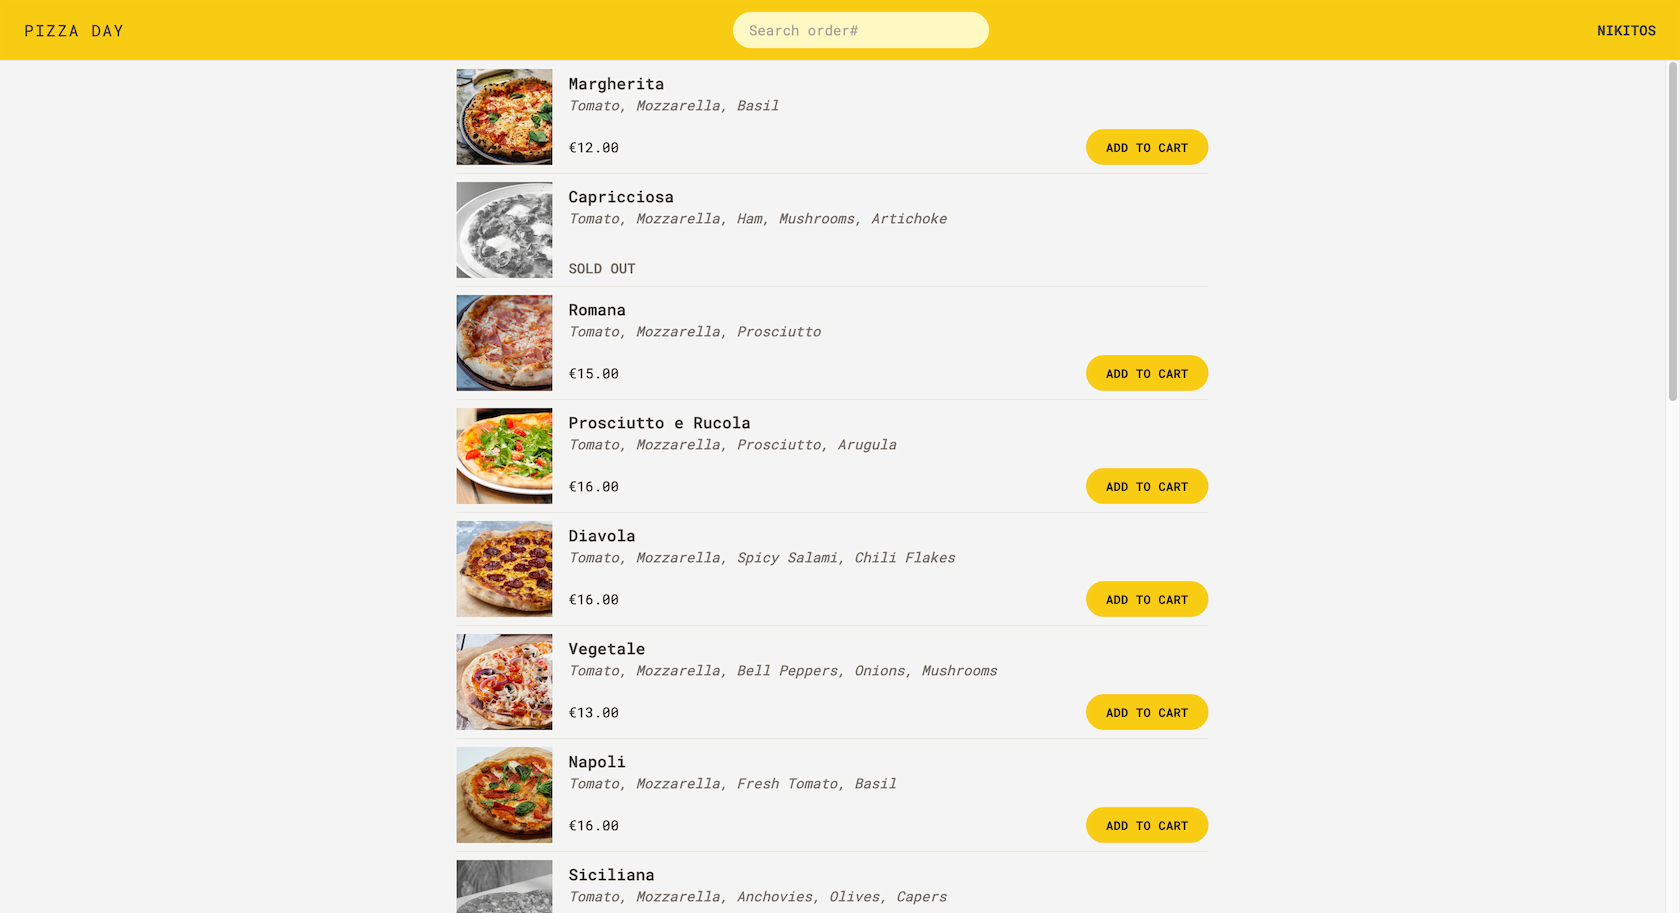 PIZZA DAY
Search order#
NIKITOS
Margherita
Tomato, Mozzarella, Basil
€12.00
ADD TO CART
Capricciosa
Tomato, Mozzarella, Ham, Mushrooms, Artichoke
SOLD OUT
Romana
Tomato, Mozzarella, Prosciutto
€15.00
ADD TO CART
Prosciutto e Rucola
Tomato, Mozzarella, Prosciutto, Arugula
€16.00
ADD TO CART
Diavola
Tomato, Mozzarella, Spicy Salami, Chili Flakes
€16.00
ADD TO CART
Vegetale
Tomato, Mozzarella, Bell Peppers, Onions, Mushrooms
€13.00
ADD TO CART
Napoli
Tomato, Mozzarella, Fresh Tomato, Basil
€16.00
ADD TO CART
Siciliana
Tomato, Mozzarella, Anchovies, Olives, Capers